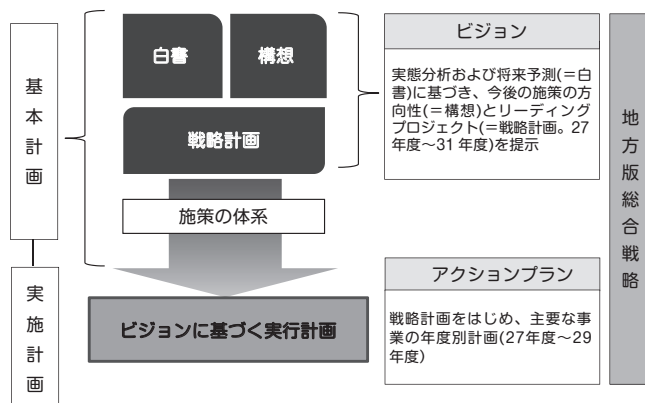 基本計画
実施計画
白書
構想
戦略計画
施策の体系
ビジョンに基づく実行計画
ビジョン
実態分析および将来予測(＝白
書)に基づき、今後の施策の方
向性(＝構想)とリーディング
プロジェクト(＝戦略計画。27
年度～31 年度)を提示
アクションプラン
戦略計画をはじめ、主要な事
業の年度別計画(27年度～29
年度)
地方版総合戦略